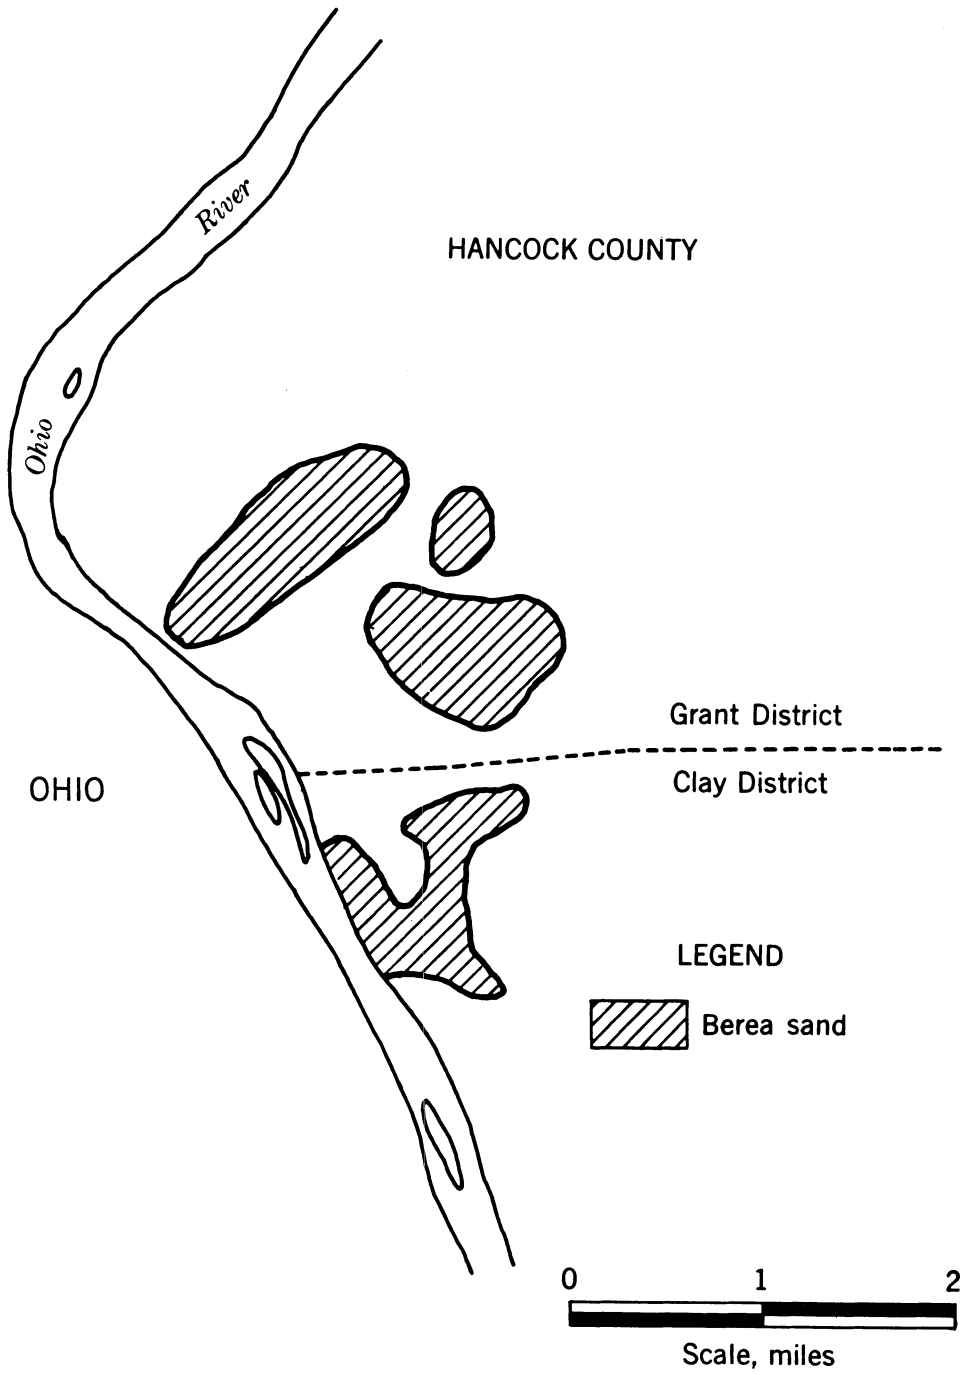 River
HANCOCK COUNTY
Ohio
Grant District
OHIO
Clay District
LEGEND
Berea sand
0 1 2
Scale, miles